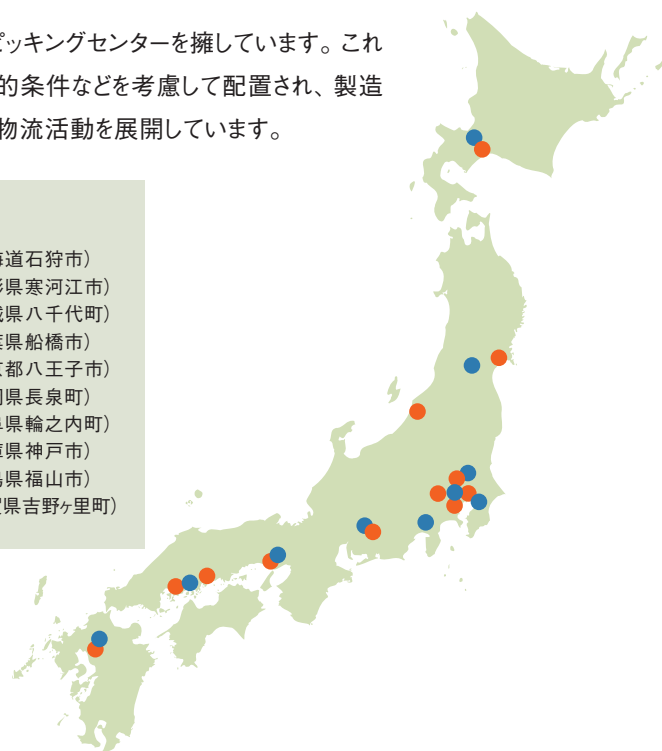 ピッキングセンターを擁しています。これ
的条件などを考慮して配置され、製造
物流活動を展開しています。
海道石狩市）
形県寒河江市）
城県八千代町）
葉県船橋市）
京都八王子市）
岡県長泉町）
阜県輪之内町）
庫県神戸市）
島県福山市）
賀県吉野ヶ里町）